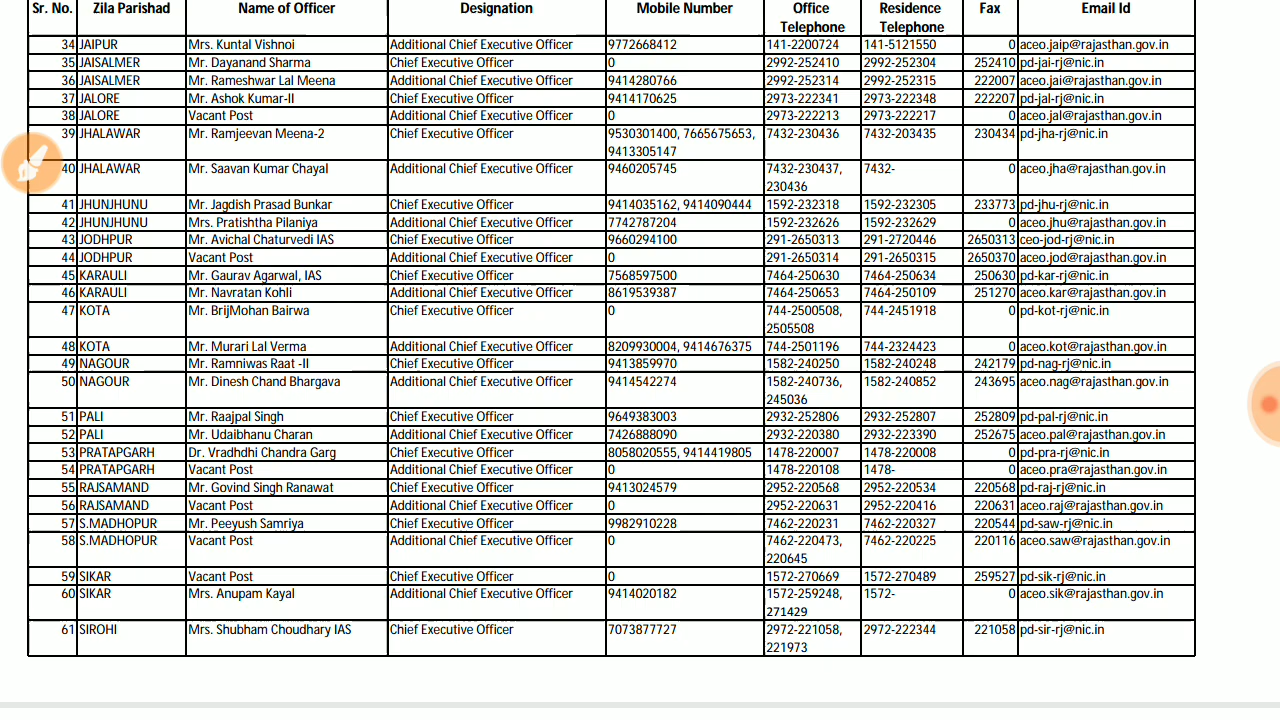 Sr. No. Zila Parishad Name of Officer Designation Mobile Number Office Telephone Residence Telephone Fax Email Id
34 JAIPUR Mrs. Kuntal Vishnoi Additional Chief Executive Officer 9772668412 141-2200724 141-5121550 0 aceo.jaip@rajasthan.gov.in
35 JAISALMER Mr. Dayanand Sharma Chief Executive Officer 0 2992-252410 2992-252304 252410 pd-jai-rj@nic.in
36 JAISALMER Mr. Rameshwar Lal Meena Additional Chief Executive Officer 9414280766 2992-252314 2992-252315 222007 aceo.jai@rajasthan.gov.in
37 JALORE Mr. Ashok Kumar-II Chief Executive Officer 9414170625 2973-222341 2973-222348 222207 pd-jal-rj@nic.in
38 JALORE Vacant Post Additional Chief Executive Officer 0 2973-222213 2973-222217 0 aceo.jal@rajasthan.gov.in
39 JHALAWAR Mr. Ramjeevan Meena-2 Chief Executive Officer 9530301400, 7665675653, 7432-230436 7432-203435 230434 pd-jha-rj@nic.in
9413305147
40 JHALAWAR Mr. Saavan Kumar Chayal Additional Chief Executive Officer 9460205745 7432-230437, 7432- 0 aceo.jha@rajasthan.gov.in
230436
41 JHUNJHUNU Mr. Jagdish Prasad Bunkar Chief Executive Officer 9414035162, 9414090444 1592-232318 1592-232305 233773 pd-jhu-rj@nic.in
42 JHUNJHUNU Mrs. Pratishtha Pilaniya Additional Chief Executive Officer 7742787204 1592-232626 1592-232629 0 aceo.jhu@rajasthan.gov.in
43 JODHPUR Mr. Avichal Chaturvedi IAS Chief Executive Officer 9660294100 291-2650313 291-2720446 2650313 ceo-jod-rj@nic.in
44 JODHPUR Vacant Post Additional Chief Executive Officer 0 291-2650314 291-2650315 2650370 aceo.jod@rajasthan.gov.in
45 KARAULI Mr. Gaurav Agarwal, IAS Chief Executive Officer 7568597500 7464-250630 7464-250634 250630 pd-kar-rj@nic.in
46 KARAULI Mr. Navratan Kohli Additional Chief Executive Officer 8619539387 7464-250653 7464-250109 251270 aceo.kar@rajasthan.gov.in
47 KOTA Mr. BrijMohan Bairwa Chief Executive Officer 0 744-2500508, 744-2451918 0 pd-kot-rj@nic.in
2505508
48 KOTA Mr. Murari Lal Verma Additional Chief Executive Officer 8209930004, 9414676375 744-2501196 744-2324423 0 aceo.kot@rajasthan.gov.in
49 NAGOUR Mr. Ramniwas Raat -II Chief Executive Officer 9413859970 1582-240250 1582-240248 242179 pd-nag-rj@nic.in
50 NAGOUR Mr. Dinesh Chand Bhargava Additional Chief Executive Officer 9414542274 1582-240736, 1582-240852 243695 aceo.nag@rajasthan.gov.in
245036
51 PALI Mr. Raajpal Singh Chief Executive Officer 9649383003 2932-252806 2932-252807 252809 pd-pal-rj@nic.in
52 PALI Mr. Udaibhanu Charan Additional Chief Executive Officer 7426888090 2932-220380 2932-223390 252675 aceo.pal@rajasthan.gov.in
53 PRATAPGARH Dr. Vradhdhi Chandra Garg Chief Executive Officer 8058020555, 9414419805 1478-220007 1478-220008 0 pd-pra-rj@nic.in
54 PRATAPGARH Vacant Post Additional Chief Executive Officer 0 1478-220108 1478- 0 aceo.pra@rajasthan.gov.in
55 RAJSAMAND Mr. Govind Singh Ranawat Chief Executive Officer 9413024579 2952-220568 2952-220534 220568 pd-raj-rj@nic.in
56 RAJSAMAND Vacant Post Additional Chief Executive Officer 0 2952-220631 2952-220416 220631 aceo.raj@rajasthan.gov.in
57 S.MADHOPUR Mr. Peeyush Samriya Chief Executive Officer 9982910228 7462-220231 7462-220327 220544 pd-saw-rj@nic.in
58 S.MADHOPUR Vacant Post Additional Chief Executive Officer 0 7462-220473, 7462-220225 220116 aceo.saw@rajasthan.gov.in
220645
59 SIKAR Vacant Post Chief Executive Officer 0 1572-270669 1572-270489 259527 pd-sik-rj@nic.in
60 SIKAR Mrs. Anupam Kayal Additional Chief Executive Officer 9414020182 1572-259248, 1572- 0 aceo.sik@rajasthan.gov.in
271429
61 SIROHI Mrs. Shubham Choudhary IAS Chief Executive Officer 7073877727 2972-221058, 2972-222344 221058 pd-sir-rj@nic.in
221973